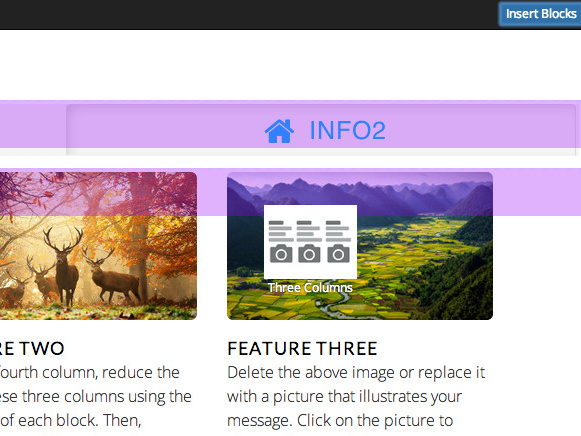 Insert Blocks
INFO2
Three Columns
RE TWO
ourth column, reduce the
ese three columns using the
of each block. Then,
FEATURE THREE
Delete the above image or replace it
with a picture that illustrates your
message. Click on the picture to